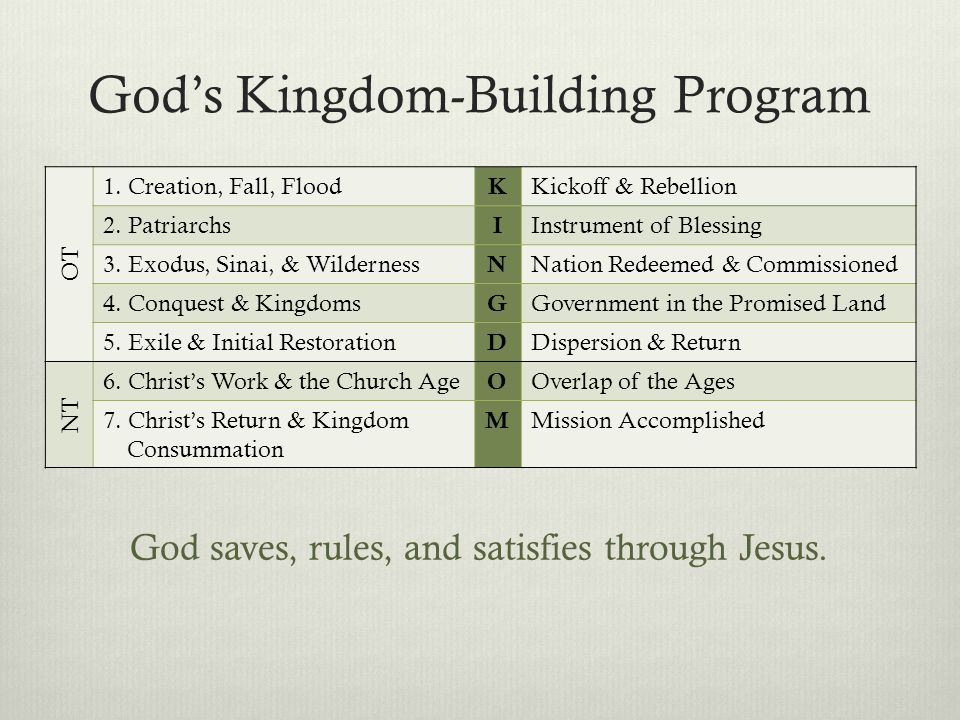 God’s Kingdom-Building Program
OT
1. Creation, Fall, Flood K Kickoff & Rebellion
2. Patriarchs I Instrument of Blessing
3. Exodus, Sinai, & Wilderness N Nation Redeemed & Commissioned
4. Conquest & Kingdoms G Government in the Promised Land
5. Exile & Initial Restoration D Dispersion & Return
NT
6. Christ’s Work & the Church Age O Overlap of the Ages
7. Christ’s Return & Kingdom M Mission Accomplished
Consummation
God saves, rules, and satisfies through Jesus.